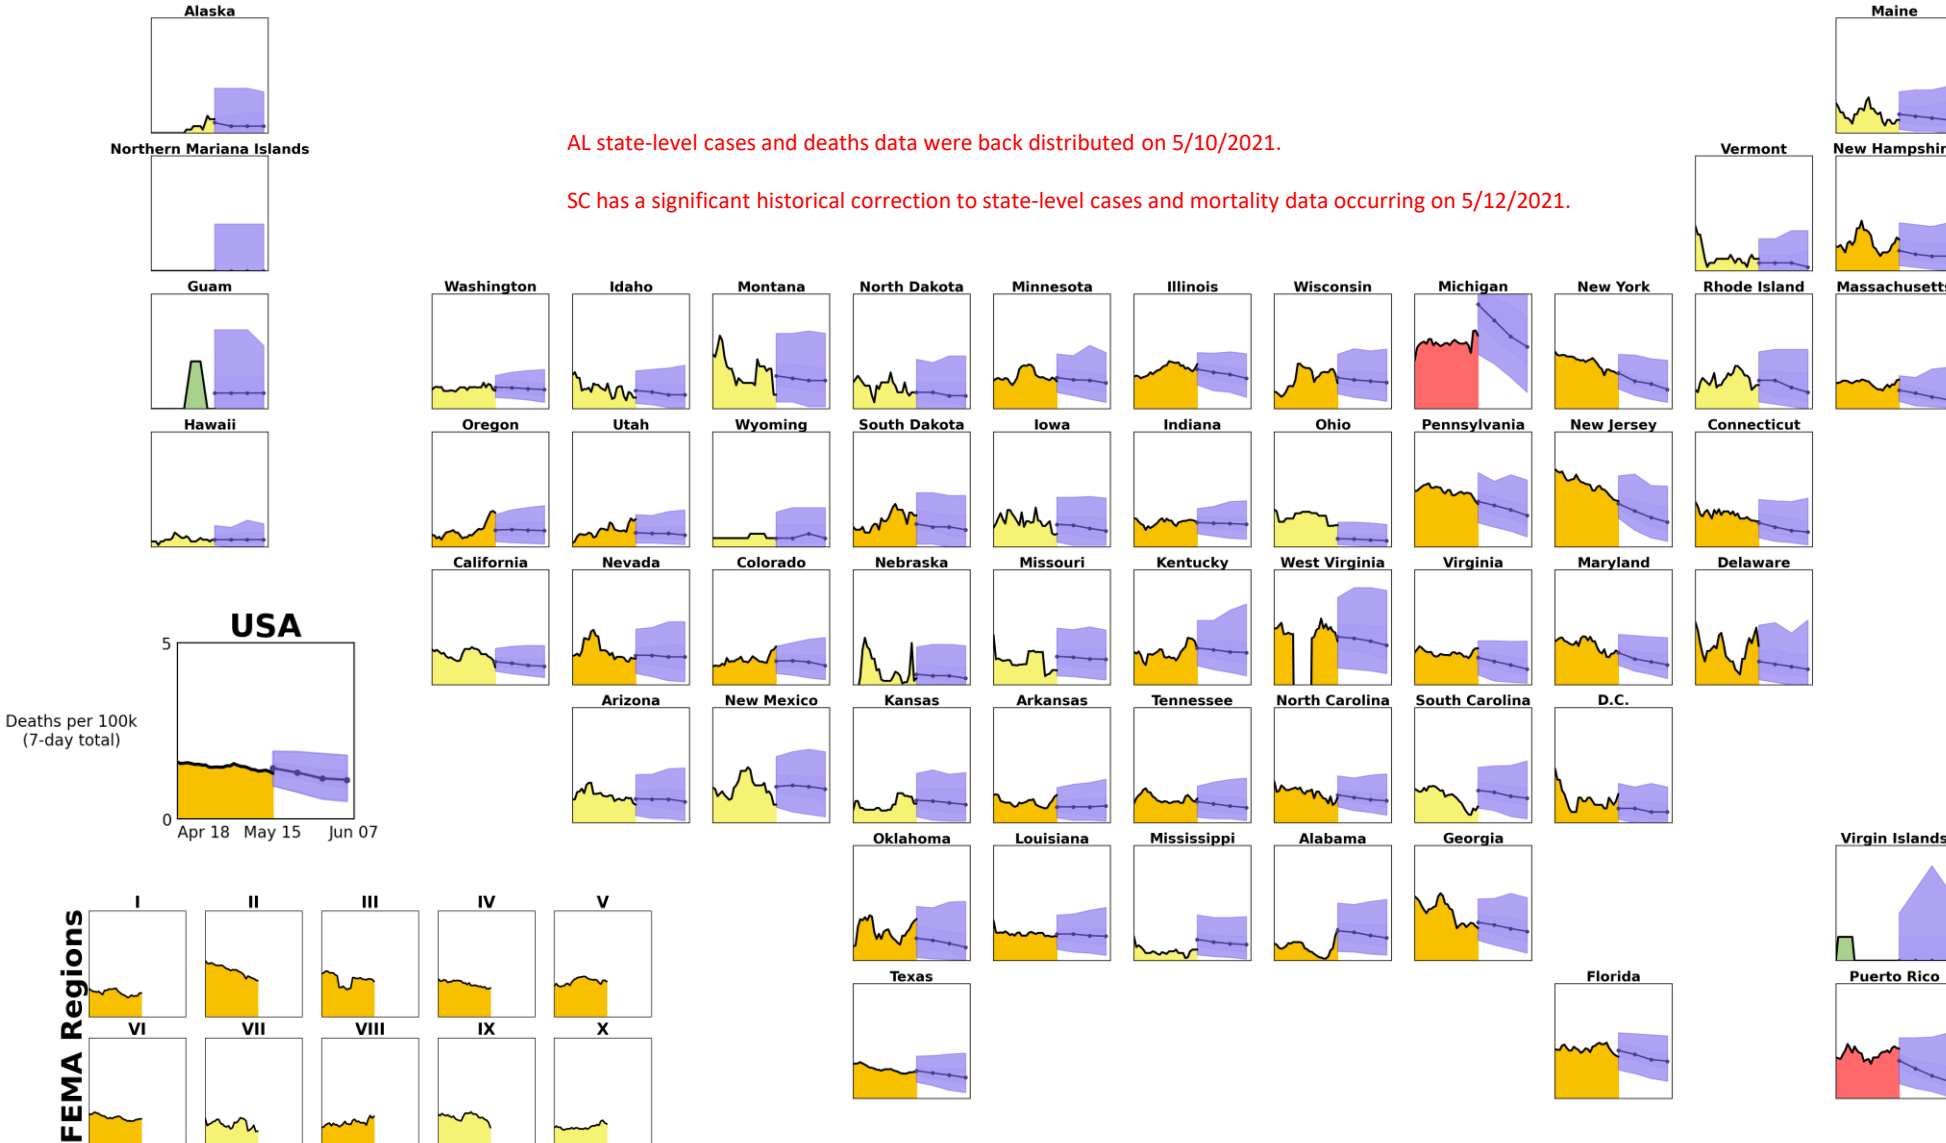 Alaska
Maine
AL state-level cases and deaths data were back distributed on 5/10/2021.
Northern Mariana Islands
Vermont
New Hampshir
SC has a significant historical correction to state-level cases and mortality data occurring on 5/12/2021.
Guam
Washington
Idaho
Montana
North Dakota
Minnesota
Illinois
Wisconsin
Michigan
New York
Rhode Island
Massachusetts
Hawaii
Oregon
Utah
Wyoming
South Dakota
Iowa
Indiana
Ohio
Pennsylvania
New Jersey
Connecticut
California
Nevada
Colorado
Nebraska
Missouri
Kentucky
West Virginia
Virginia
Maryland
Delaware
USA
5
Deaths per 100k
(7-day total)
0
Apr 18
May 15
Jun 07
Arizona
New Mexico
Kansas
Arkansas
Tennessee
North Carolina
South Carolina
D.C.
Oklahoma
Louisiana
Mississippi
Alabama
Georgia
Virgin Islands
Texas
Florida
Puerto Rico
FEMA Regions
I
II
III
IV
V
VI
VII
VIII
IX
X